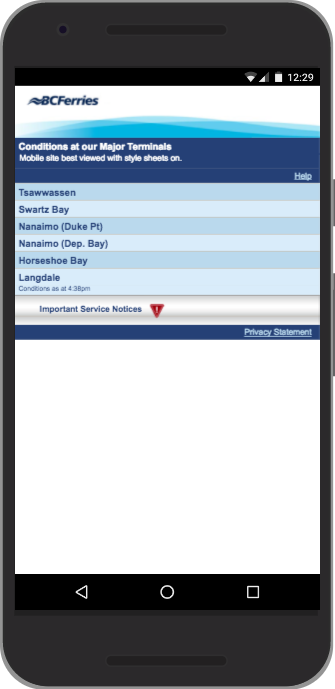 12:29
BCFerries
Conditions at our Major Terminals
Mobile site best viewed with style sheets on.
Help
Tsawwassen
Swartz Bay
Nanaimo (Duke Pt)
Nanaimo (Dep. Bay)
Horseshoe Bay
Langdale
Conditions as at 4:38pm
Important Service Notices !
Privacy Statement